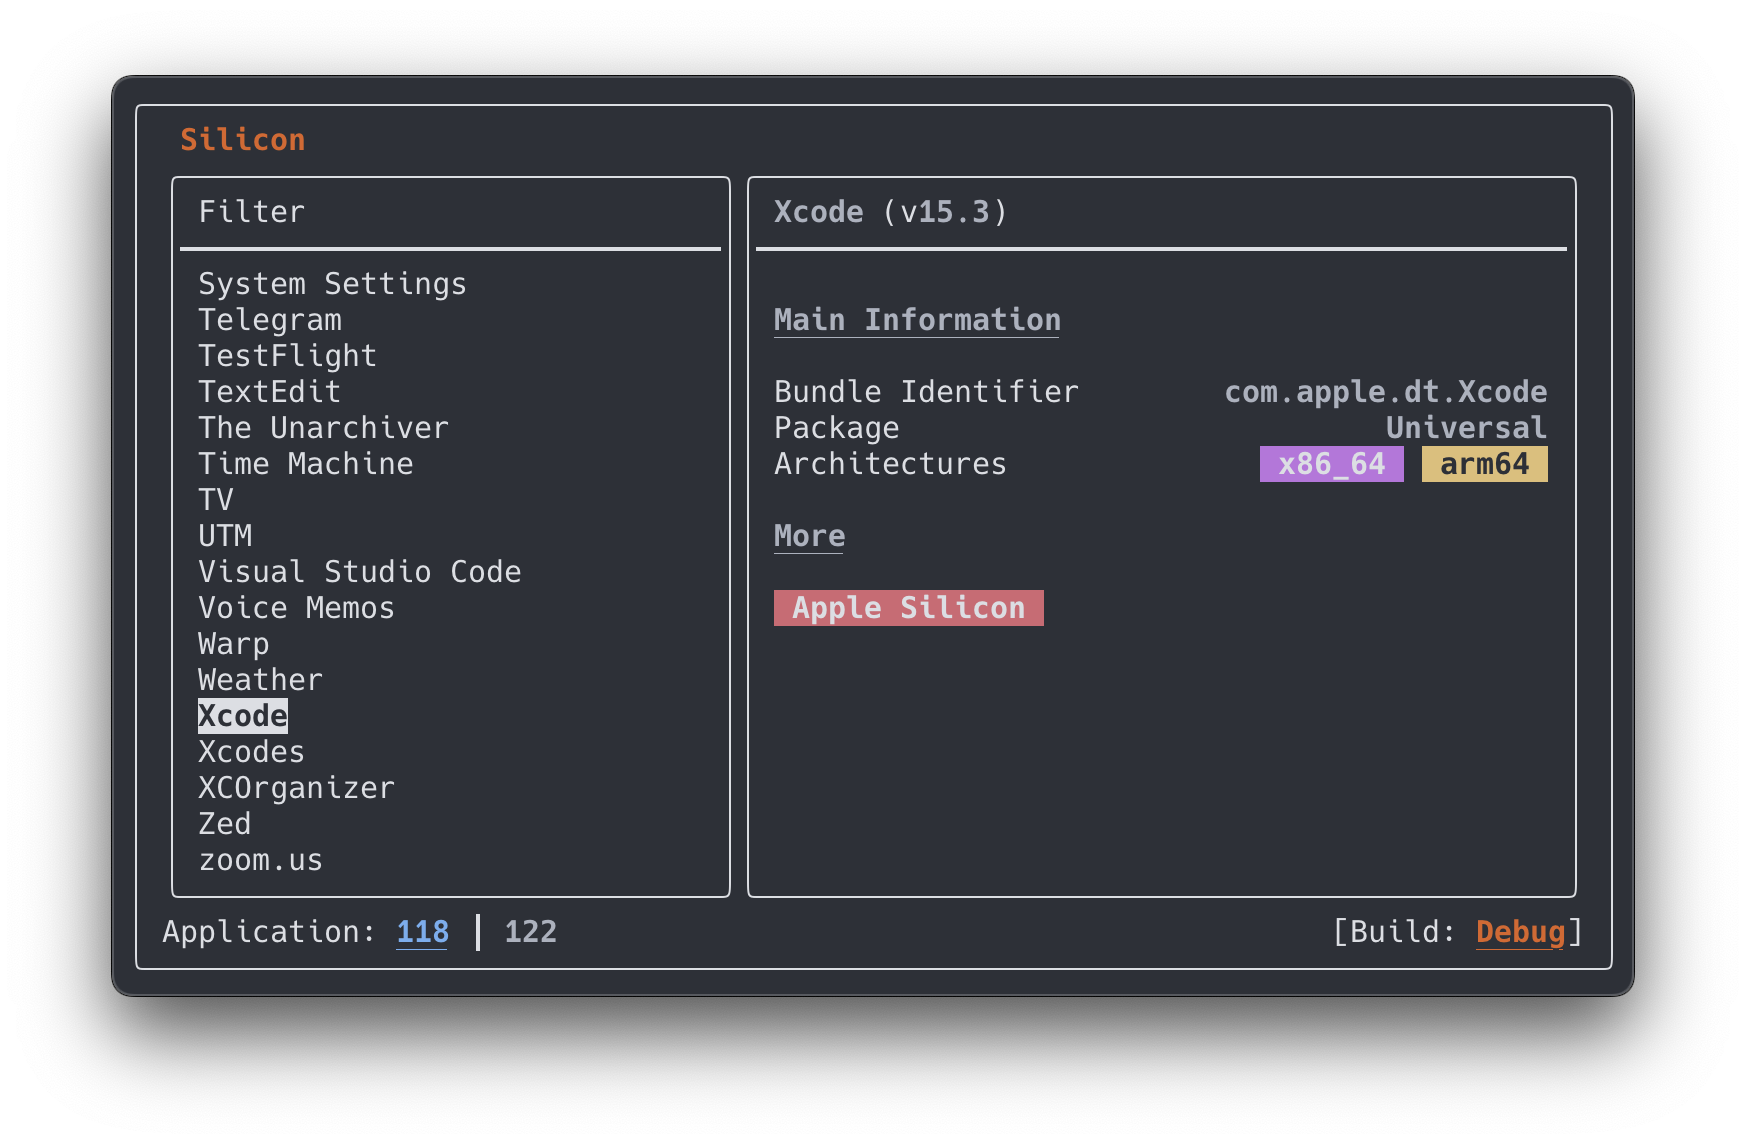 Silicon
Filter
System Settings
Telegram
TestFlight
TextEdit
The Unarchiver
Time Machine
TV
UTM
Visual Studio Code
Voice Memos
Warp
Weather
Xcode
Xcodes
XCOrganizer
Zed
zoom.us
Xcode (v15.3)
Main Information
Bundle Identifier com.apple.dt.Xcode
Package Universal
Architectures x86_64 arm64
More
Apple Silicon
Application: 118 | 122
[Build: Debug]